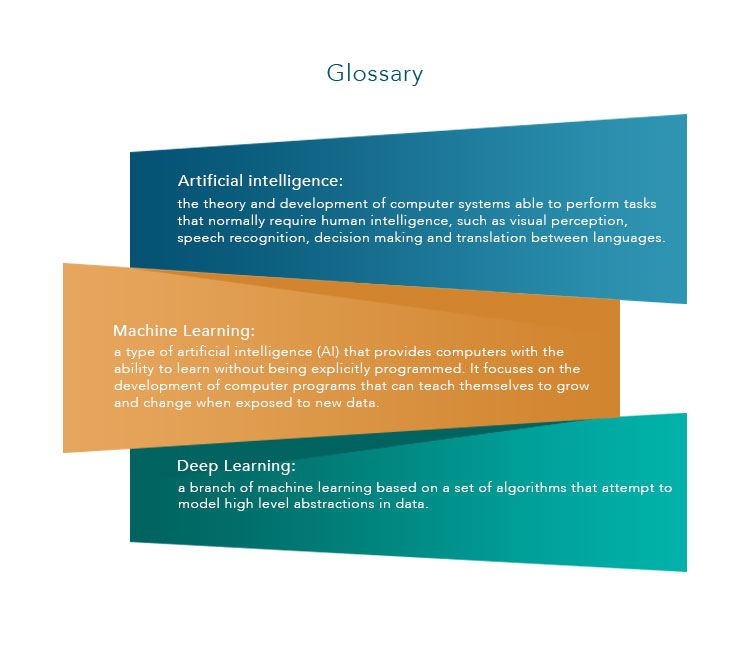 Glossary
Artificial intelligence:
the theory and development of computer systems able to perform tasks
that normally require human intelligence, such as visual perception,
speech recognition, decision making and translation between languages.
Machine Learning:
a type of artificial intelligence (AI) that provides computers with the
ability to learn without being explicitly programmed. It focuses on the
development of computer programs that can teach themselves to grow
and change when exposed to new data.
Deep Learning:
a branch of machine learning based on a set of algorithms that attempt to
model high level abstractions in data.